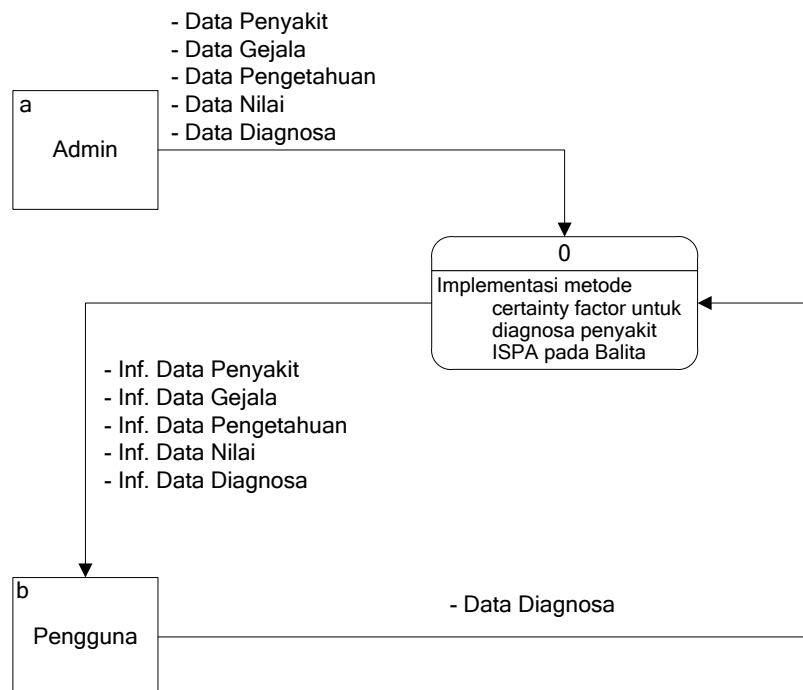 - Data Penyakit
- Data Gejala
- Data Pengetahuan
- Data Nilai
- Data Diagnosa
a
Admin
0
Implementasi metode
certainty factor untuk
diagnosa penyakit
ISPA pada Balita
- Inf. Data Penyakit
- Inf. Data Gejala
- Inf. Data Pengetahuan
- Inf. Data Nilai
- Inf. Data Diagnosa
b
Pengguna
- Data Diagnosa